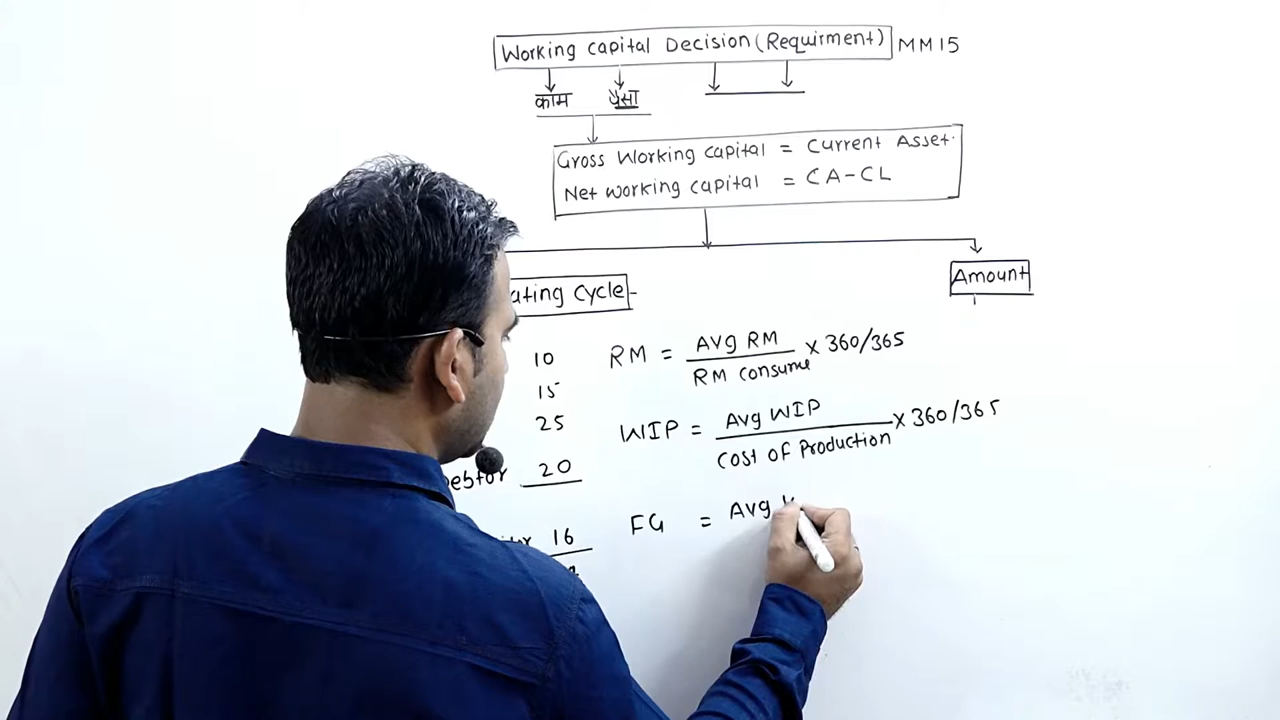 Working Capital Decision (Requirment) MM15
काम पैसा
Gross Working Capital = Current Asset.
Net Working Capital = CA-CL
ating Cycle
Amount
10
15
25
ebtor 20
16
RM = Avg RM / RM Consume X 360/365
WIP = Avg WIP / Cost of Production X 360/365
FG = Avg